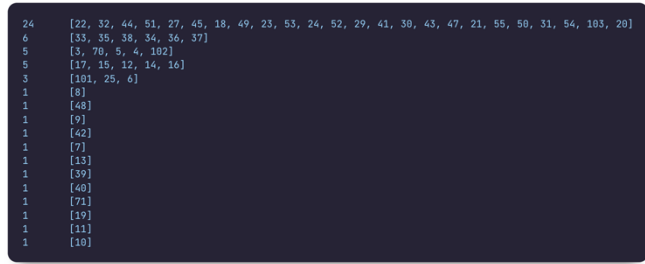 24 [22, 32, 44, 51, 27, 45, 18, 49, 23, 53, 24, 52, 29, 41, 30, 43, 47, 21, 55, 50, 31, 54, 103, 20]
6 [33, 35, 38, 34, 36, 37]
5 [3, 70, 5, 4, 102]
5 [17, 15, 12, 14, 16]
3 [101, 25, 6]
1 [8]
1 [48]
1 [9]
1 [42]
1 [7]
1 [13]
1 [39]
1 [40]
1 [71]
1 [19]
1 [11]
1 [10]